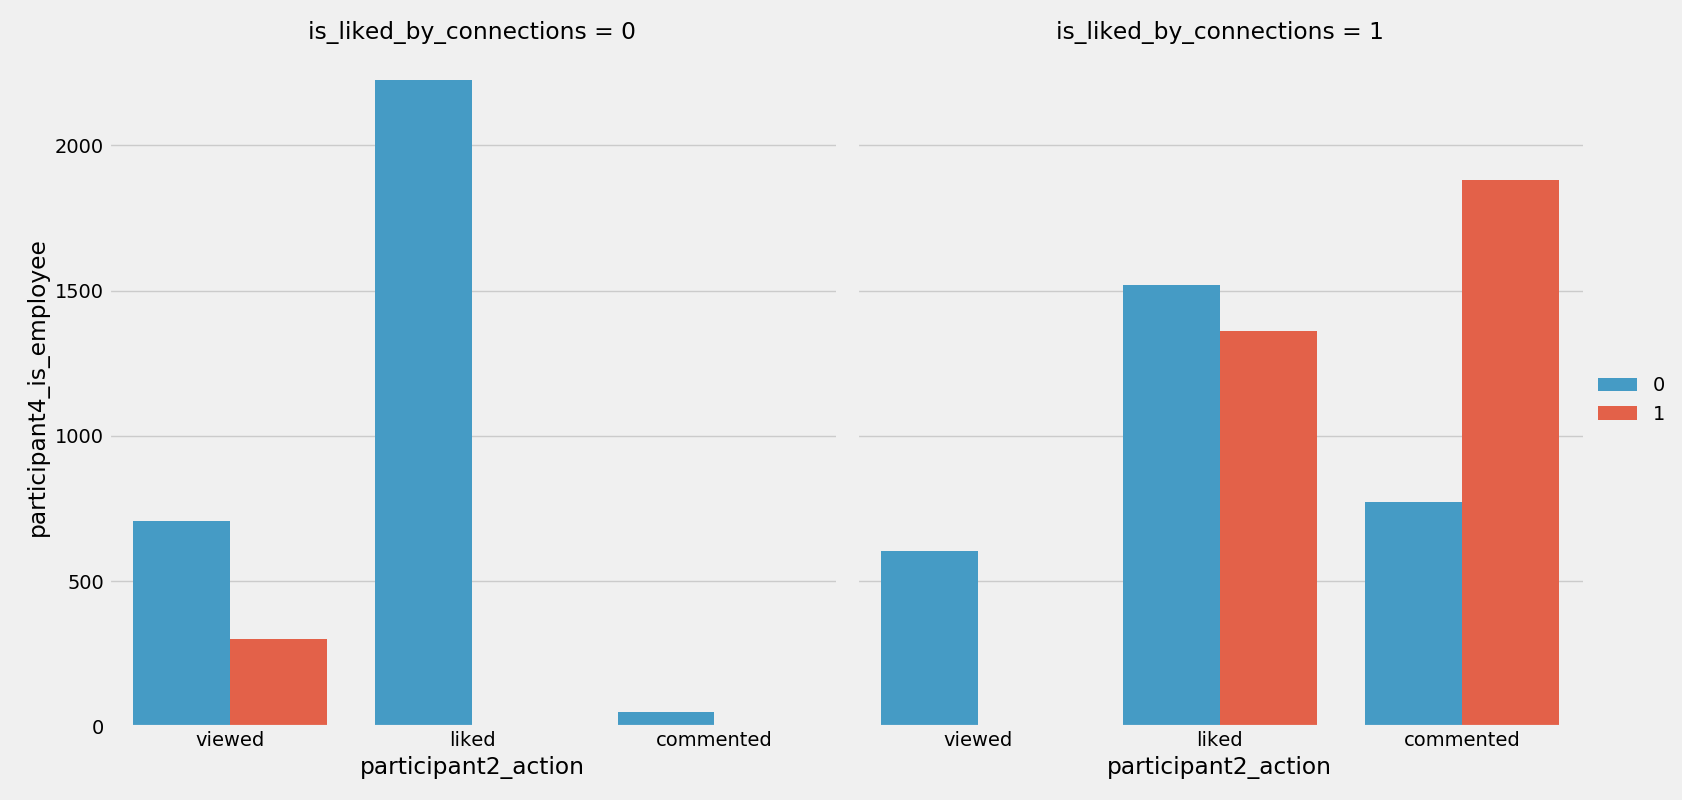 is_liked_by_connections = 0
is_liked_by_connections = 1
participant4_is_employee
2000
1500
1000
500
0
viewed
liked
commented
viewed
liked
commented
participant2_action
participant2_action
0
1